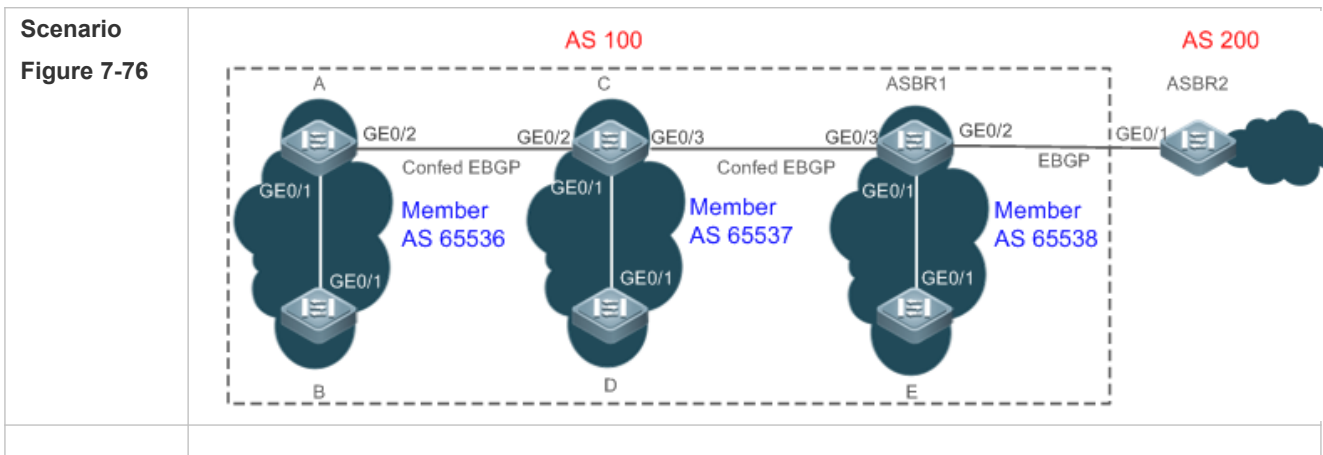 Scenario
Figure 7-76
AS 100
AS 200
A
C
ASBR1
ASBR2
GE0/2
GE0/2
GE0/3
GE0/3
GE0/2
GE0/1
Confed EBGP
Confed EBGP
EBGP
GE0/1
GE0/1
GE0/1
Member
AS 65536
Member
AS 65537
Member
AS 65538
GE0/1
GE0/1
GE0/1
B
D
E